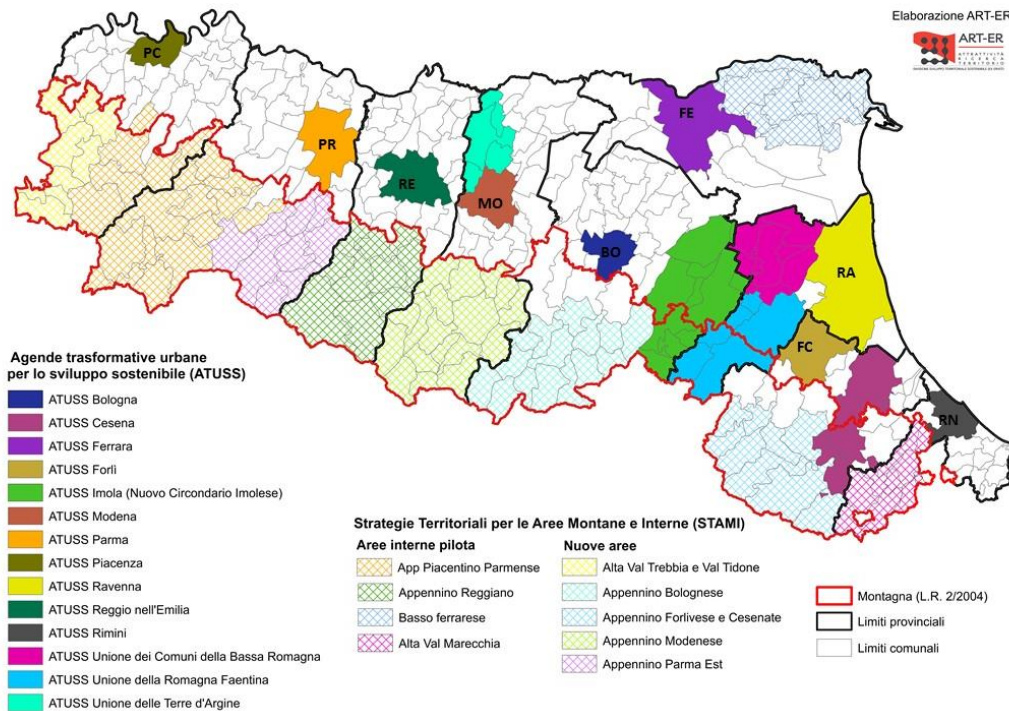 Elaborazione ART-ER
ART-ER
ATTRATTIVITÀ
RICERCA
TERRITORIO
PC
PR
RE
MO
BO
FE
RA
FC
RN
Agende trasformative urbane
per lo sviluppo sostenibile (ATUSS)
ATUSS Bologna
ATUSS Cesena
ATUSS Ferrara
ATUSS Forlì
ATUSS Imola (Nuovo Circondario Imolese)
ATUSS Modena
ATUSS Parma
ATUSS Piacenza
ATUSS Ravenna
ATUSS Reggio nell'Emilia
ATUSS Rimini
ATUSS Unione dei Comuni della Bassa Romagna
ATUSS Unione della Romagna Faentina
ATUSS Unione delle Terre d'Argine
Strategie Territoriali per le Aree Montane e Interne (STAMI)
Aree interne pilota
App Piacentino Parmense
Appennino Reggiano
Basso ferrarese
Alta Val Marecchia
Nuove aree
Alta Val Trebbia e Val Tidone
Appennino Bolognese
Appennino Forlivese e Cesenate
Appennino Modenese
Appennino Parma Est
Montagna (L.R. 2/2004)
Limiti provinciali
Limiti comunali